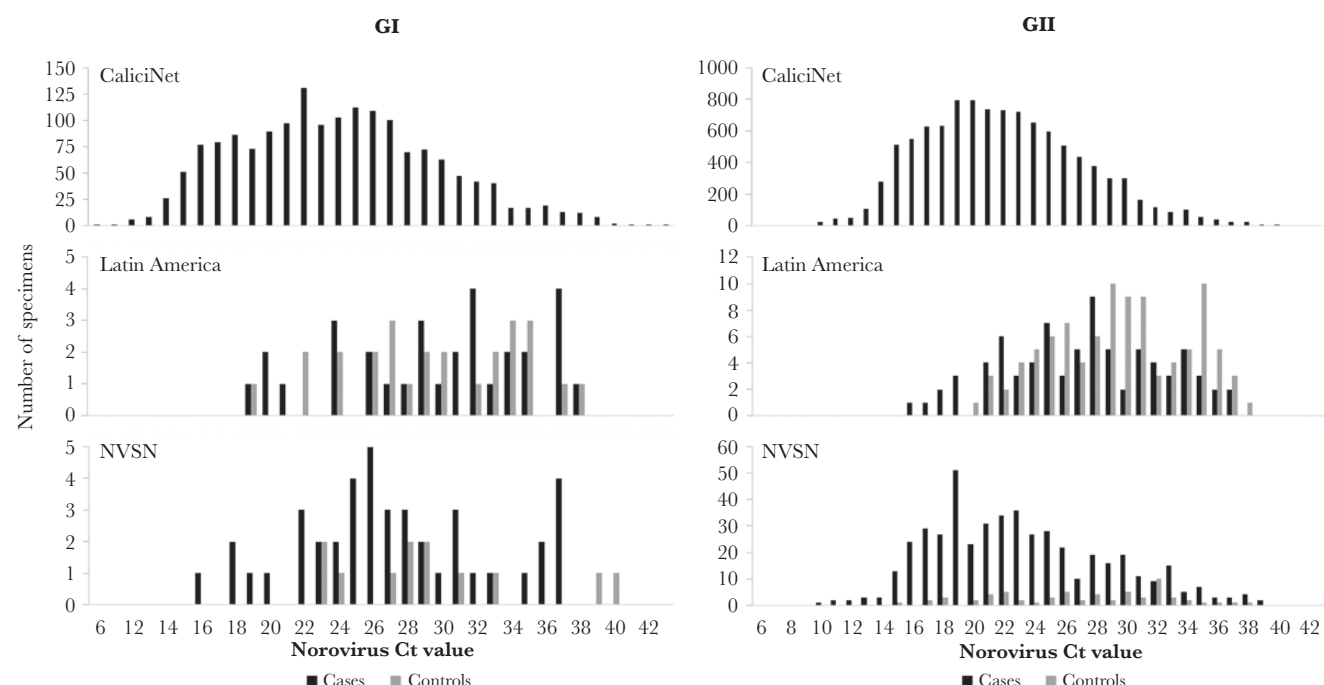 GI
GII
Number of specimens
CaliciNet
150
125
100
75
50
25
0
Latin America
5
4
3
2
1
0
NVSN
5
4
3
2
1
0
6 12 14 16 18 20 22 24 26 28 30 32 34 36 38 40 42
Norovirus Ct value
Cases Controls
CaliciNet
1000
800
600
400
200
0
Latin America
12
10
8
6
4
2
0
NVSN
60
50
40
30
20
10
0
6 8 10 12 14 16 18 20 22 24 26 28 30 32 34 36 38 40 42
Norovirus Ct value
Cases Controls